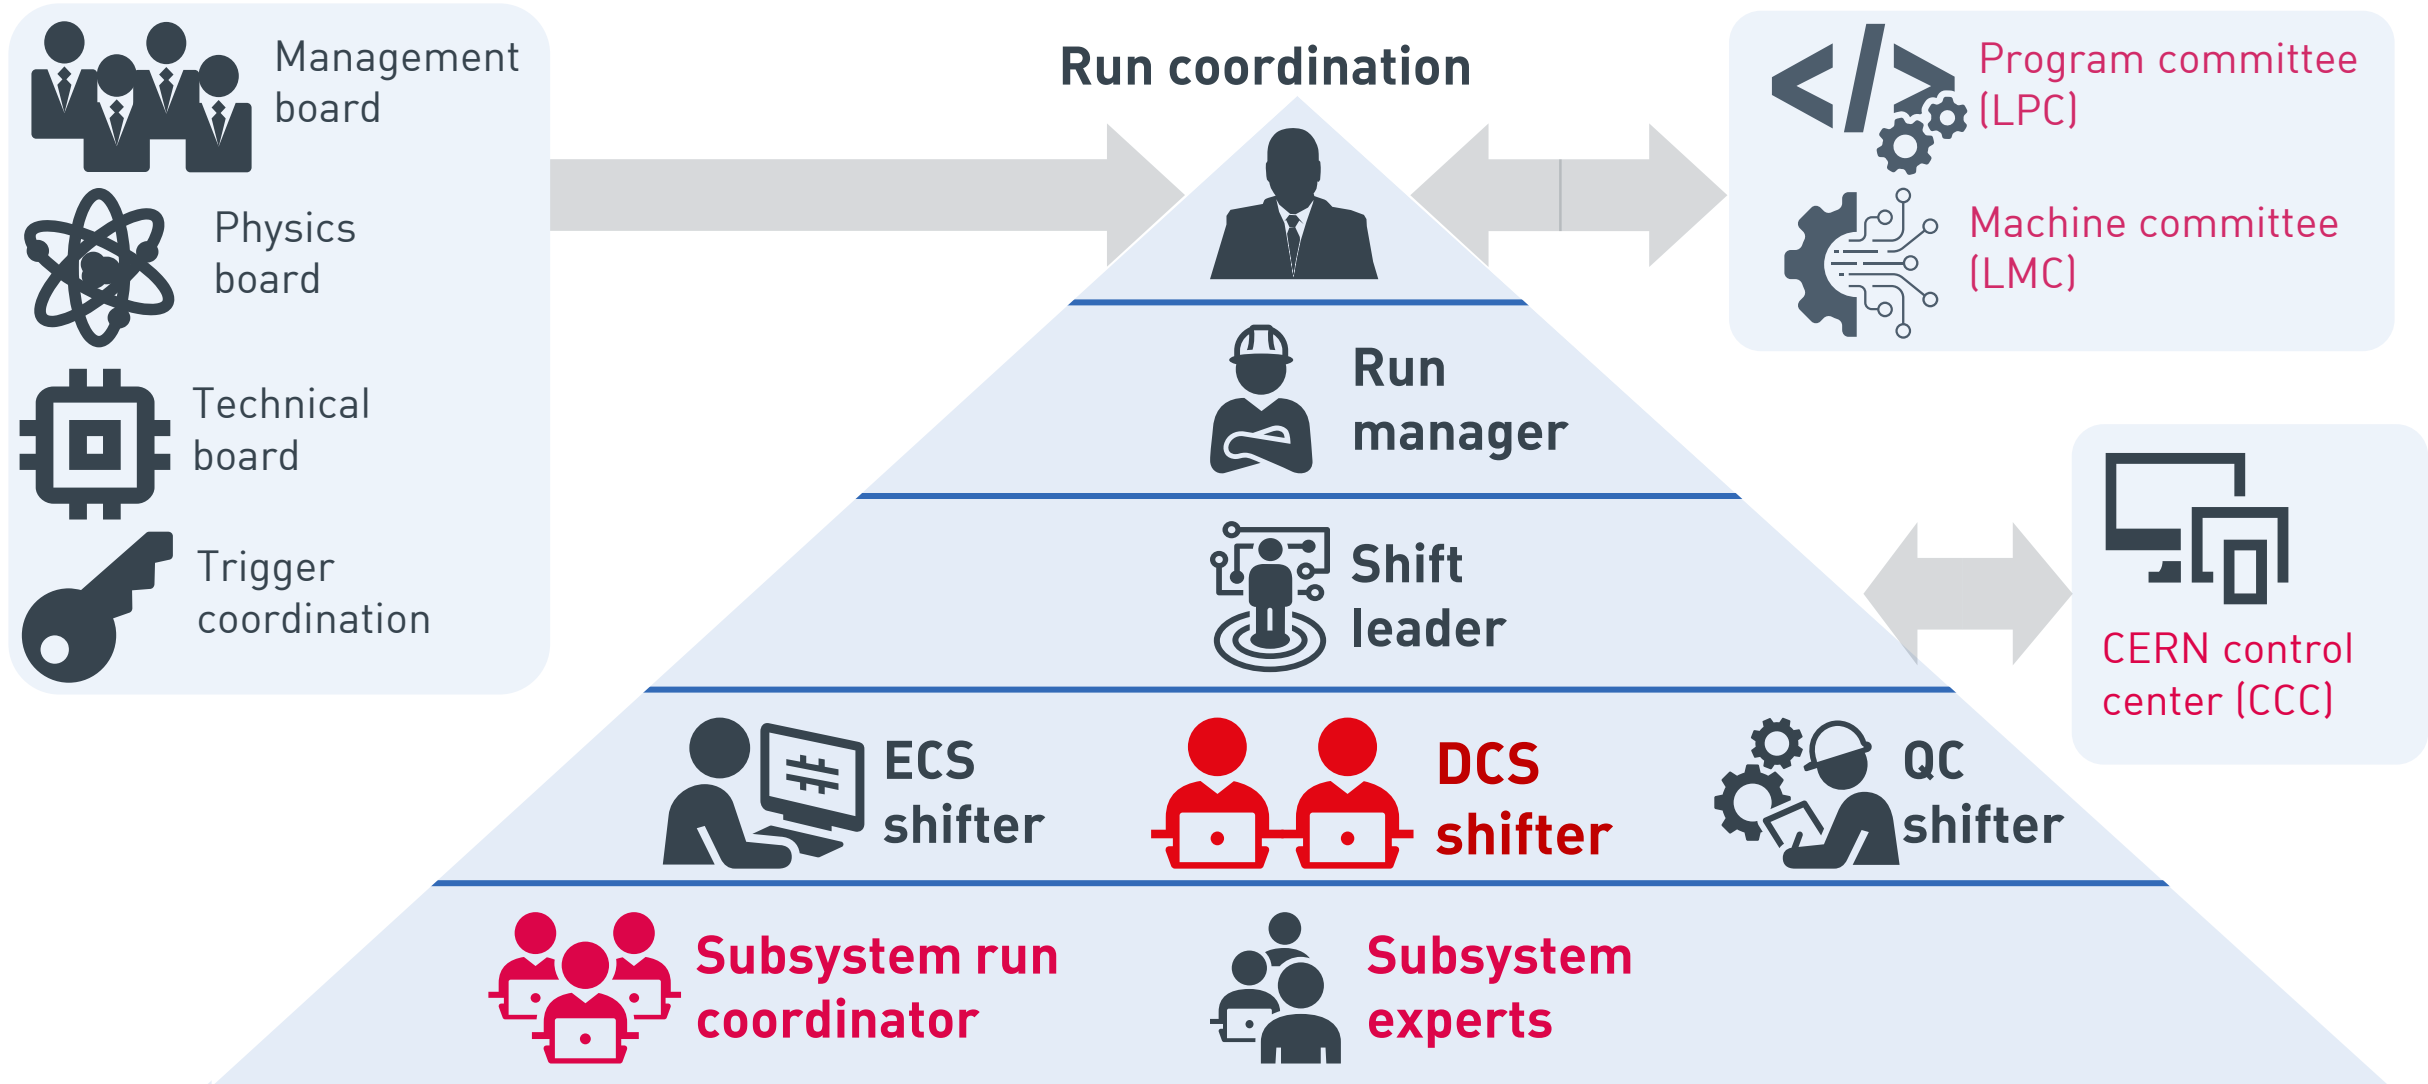 Management
board
Physics
board
Technical
board
Trigger
coordination
Run coordination
Program committee
(LPC)
Machine committee
(LMC)
Run
manager
Shift
leader
CERN control
center (CCC)
ECS
shifter
DCS
shifter
QC
shifter
Subsystem run
coordinator
Subsystem
experts